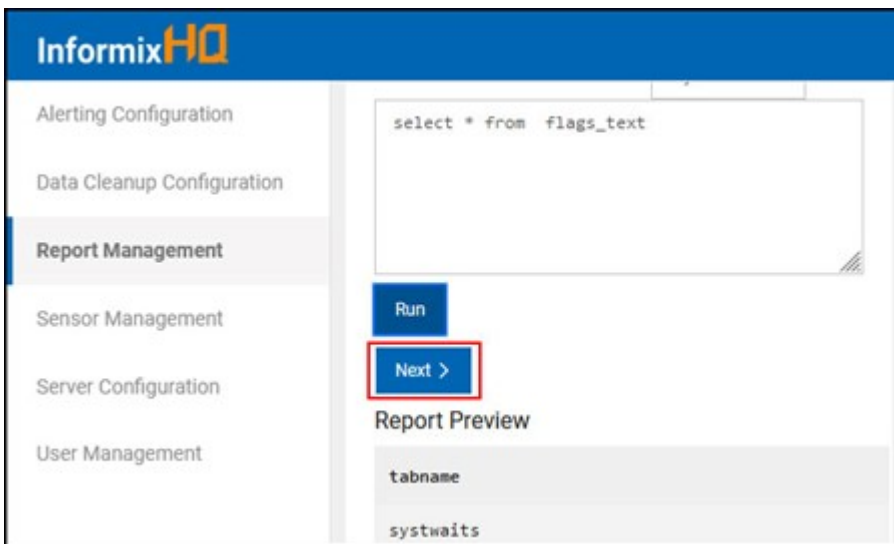 InformixHQ
Alerting Configuration
Data Cleanup Configuration
Report Management
Sensor Management
Server Configuration
User Management
select * from  flags_text
Run
Next >
Report Preview
tabname
systwaits